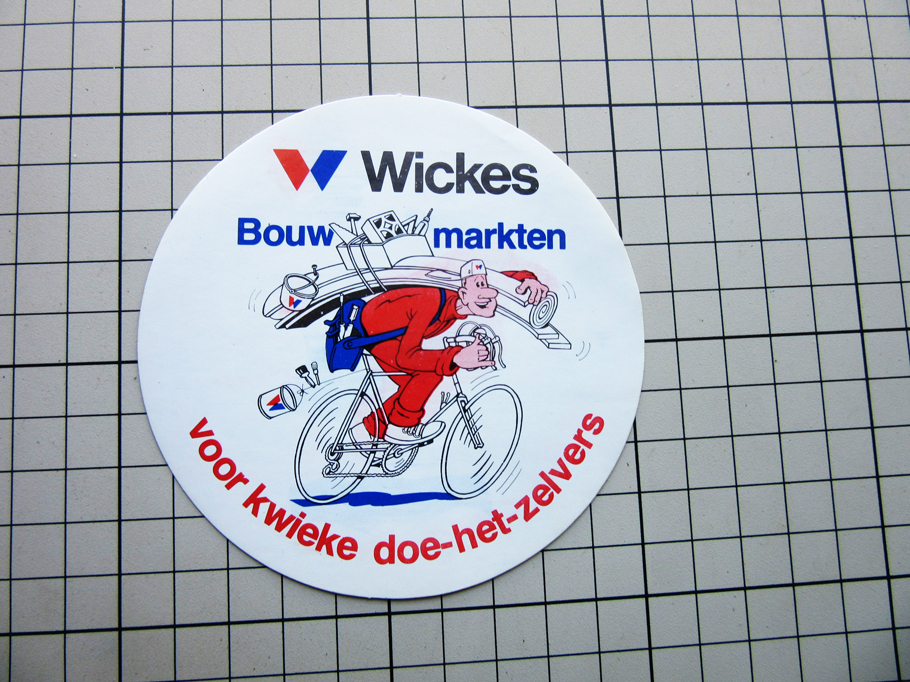 Wickes
Bouw markten
voor kwieke doe-het-zelvers